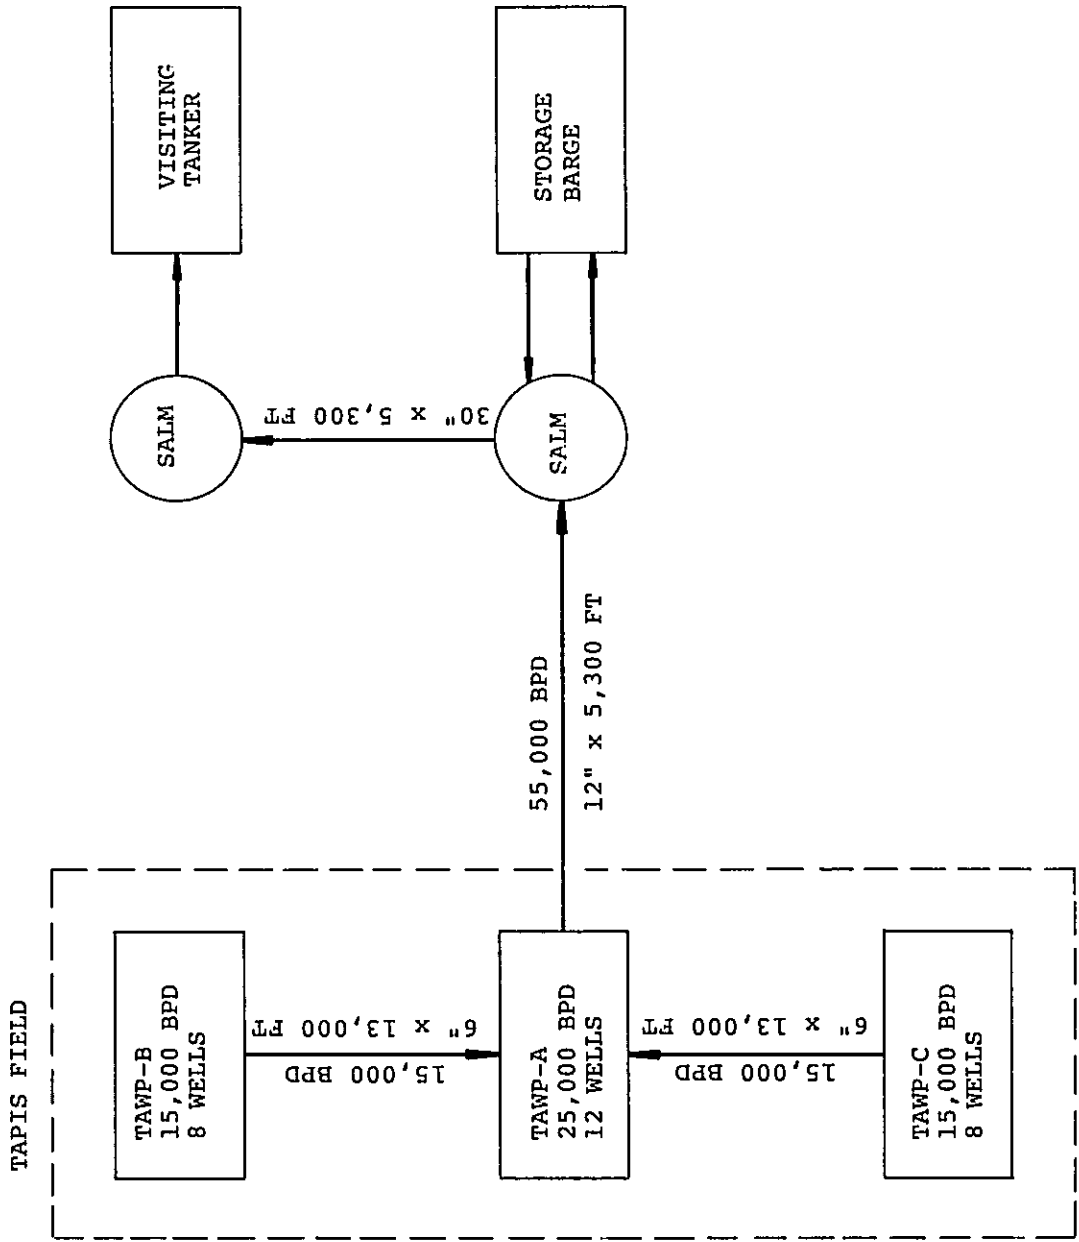 TAPIS FIELD
TAWP-B
15,000 BPD
8 WELLS
15,000 BPD
6" x 13,000 FT
TAWP-A
25,000 BPD
12 WELLS
15,000 BPD
6" x 13,000 FT
TAWP-C
15,000 BPD
8 WELLS
55,000 BPD
12" x 5,300 FT
SALM
30" x 5,300 FT
SALM
VISITING
TANKER
STORAGE
BARGE